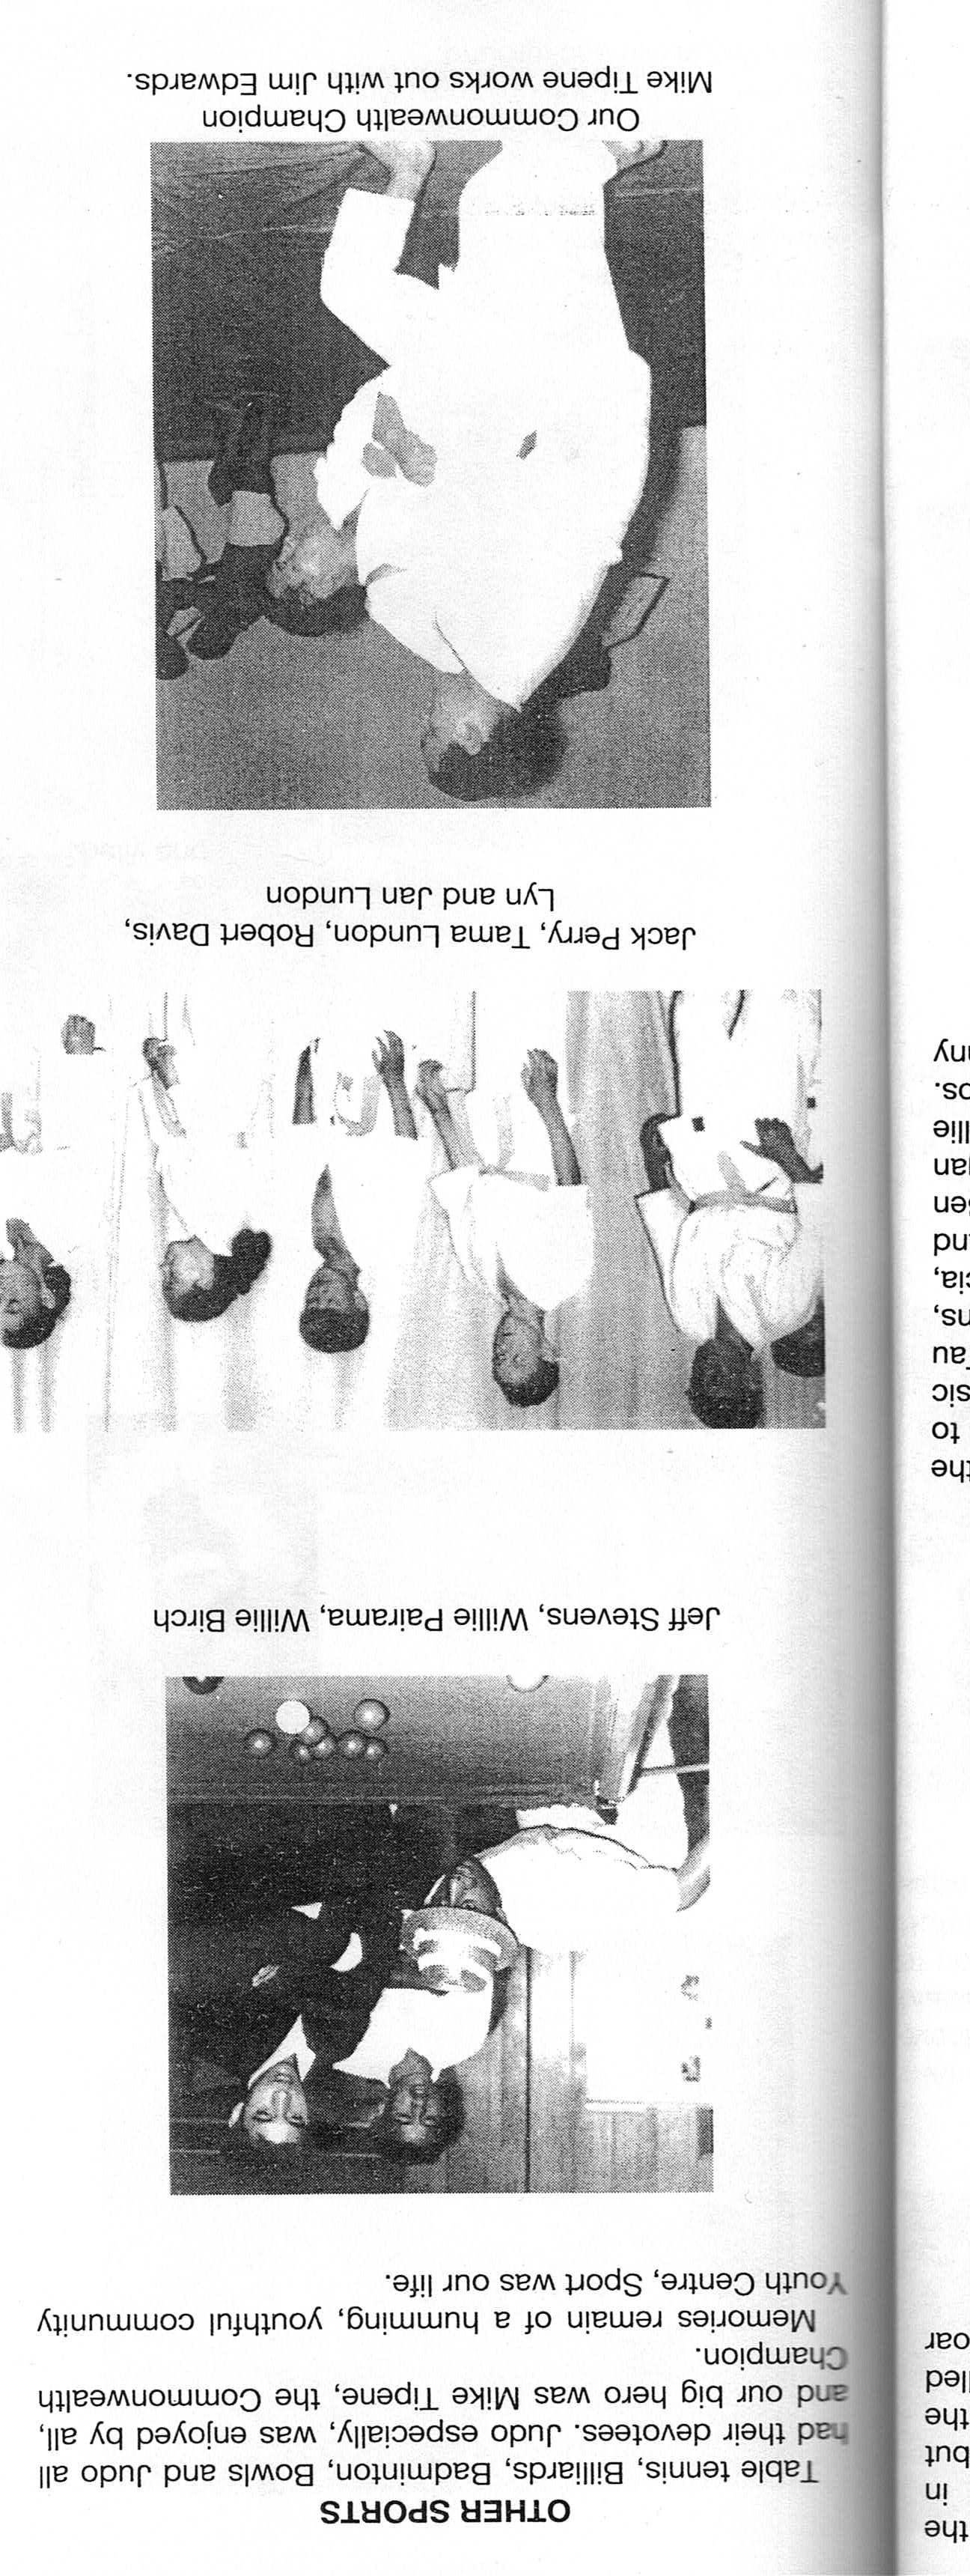 the
in
but
the
lled
oar
the
to
sic
Tau
ns,
cia,
and
Ben
gan
llie
os.
nny
OTHER SPORTS
Table tennis, Billiards, Badminton, Bowls and Judo all
had their devotees. Judo especially, was enjoyed by all,
and our big hero was Mike Tipene, the Commonwealth
Champion.
Memories remain of a humming, youthful community
Youth Centre, Sport was our life.
Jeff Stevens, Willie Pairama, Willie Birch
Jack Perry, Tama Lundon, Robert Davis,
Lyn and Jan Lundon
Our Commonwealth Champion
Mike Tipene works out with Jim Edwards.